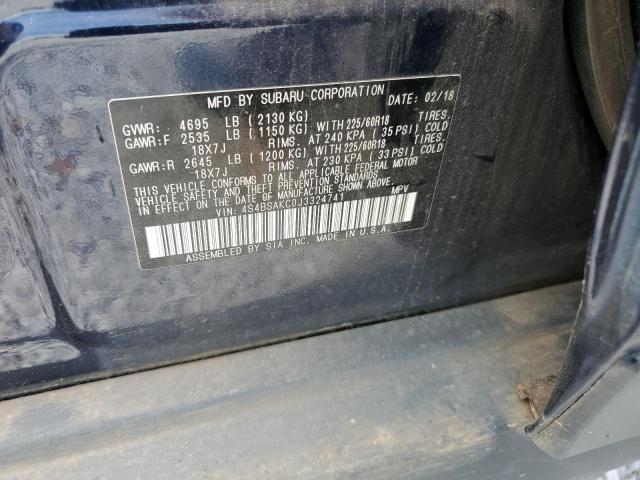 MFD BY SUBARU CORPORATION DATE: 02/18
GVWR: 4695 LB ( 2130 KG)
GAWR:F 2535 LB ( 1150 KG) WITH 225/60R18 TIRES.
18X7J RIMS. AT 240 KPA ( 35 PSI) COLD
GAWR:R 2645 LB ( 1200 KG) WITH 225/60R18 TIRES.
18X7J RIMS. AT 230 KPA ( 33 PSI) COLD
THIS VEHICLE CONFORMS TO ALL APPLICABLE FEDERAL MOTOR
VEHICLE SAFETY STANDARDS IN EFFECT ON THE DATE OF
MANUFACTURE SHOWN ABOVE.
VIN: 4S4BSAKC0J3324741 MPV
ASSEMBLED BY SIA INC. MADE IN U.S.A.